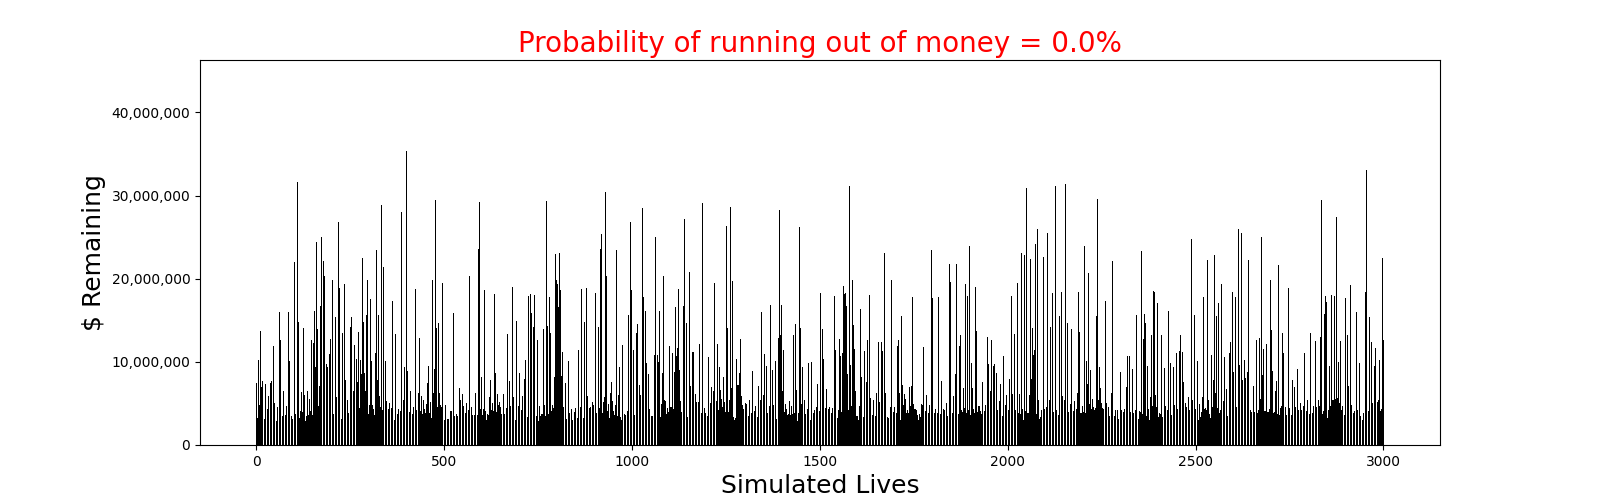 Probability of running out of money = 0.0%
$ Remaining
40,000,000
30,000,000
20,000,000
10,000,000
0
0 500 1000 1500 2000 2500 3000
Simulated Lives